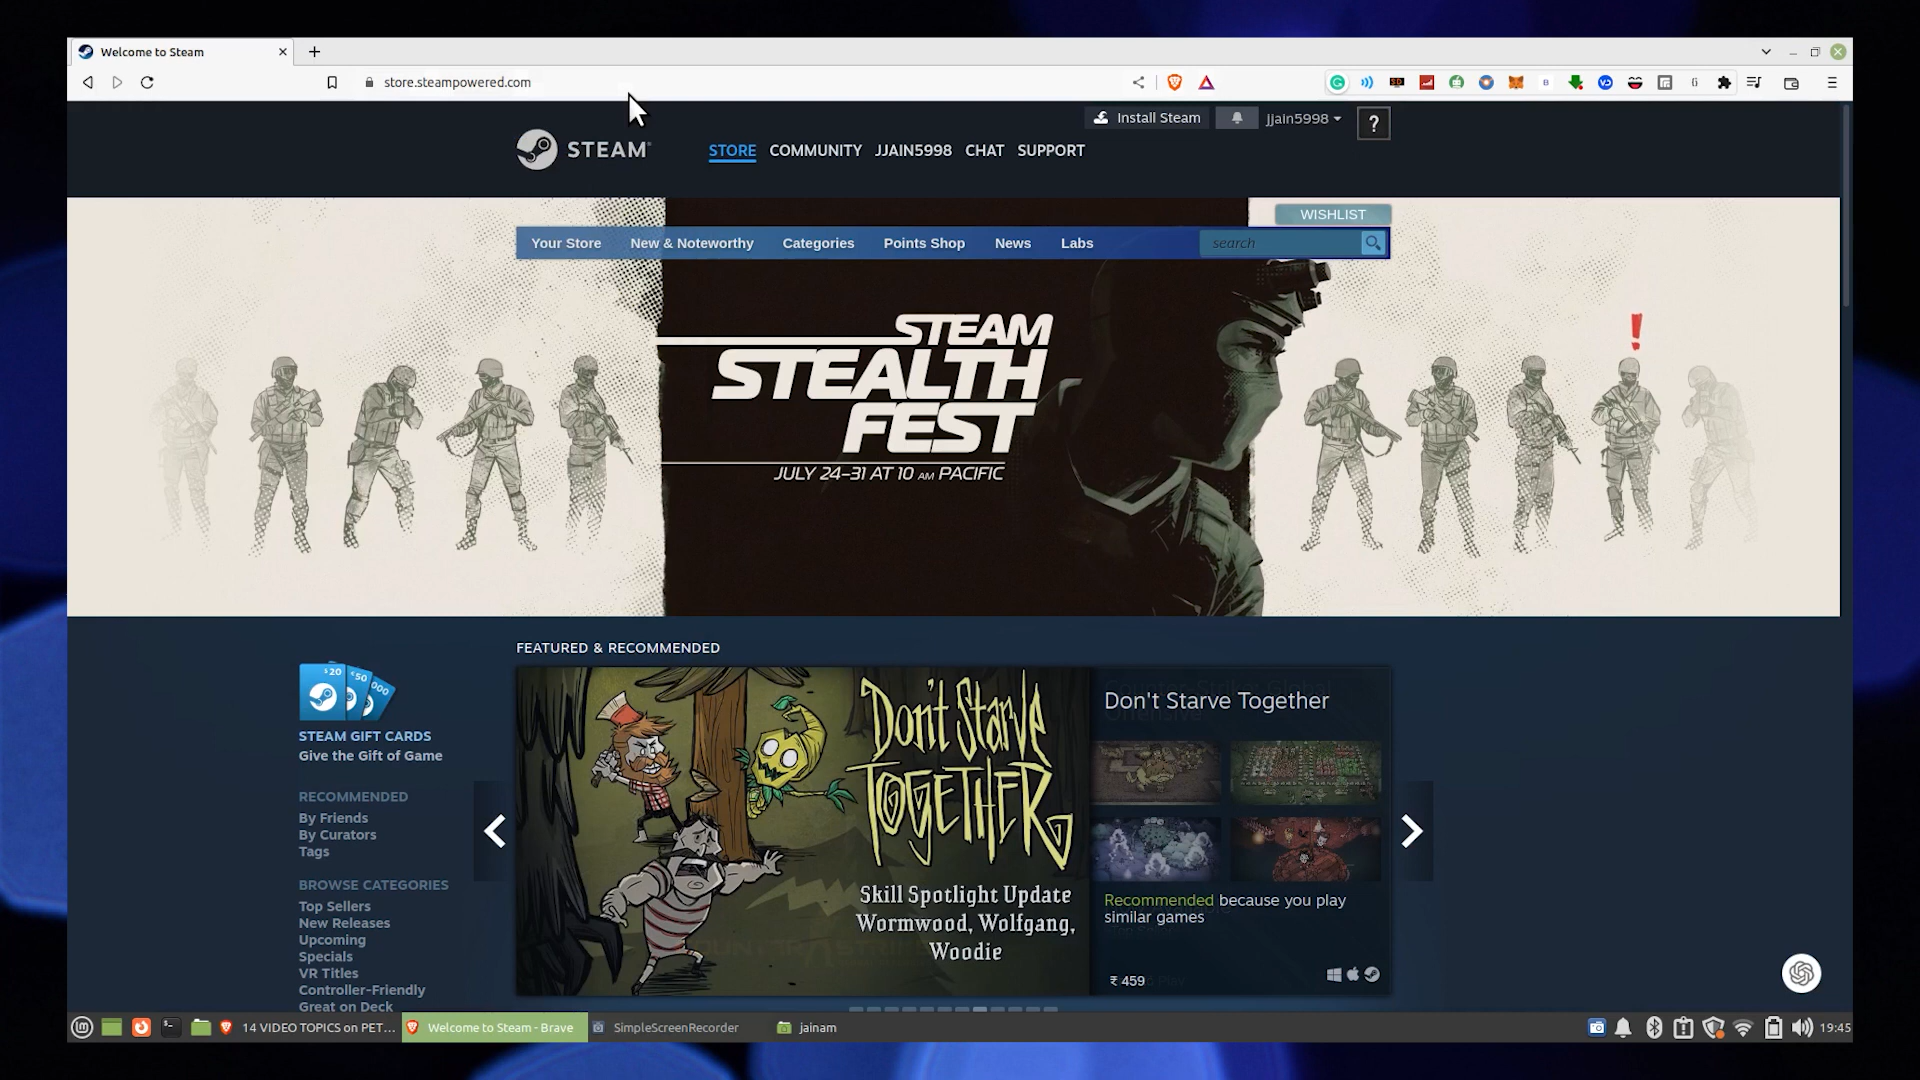 Welcome to Steam
store.steampowered.com
Install Steam
Jjain5998
?
STEAM
STORE COMMUNITY JJAIN5998 CHAT SUPPORT
WISHLIST
Your Store New & Noteworthy Categories Points Shop News Labs
search
STEAM
STEALTH
FEST
JULY 24-31 AT 10 AM PACIFIC
!
FEATURED & RECOMMENDED
$20
STEAM GIFT CARDS
Give the Gift of Game
RECOMMENDED
By Friends
By Curators
Tags
BROWSE CATEGORIES
Top Sellers
New Releases
Upcoming
Specials
VR Titles
Controller-Friendly
Great on Deck
Don't Starve
TOGETHER
Skill Spotlight Update
Wormwood, Wolfgang,
Woodie
Don't Starve Together
Recommended because you play
similar games
₹ 459
14 VIDEO TOPICS on PET...
Welcome to Steam - Brave
SimpleScreenRecorder
jainam
19:45